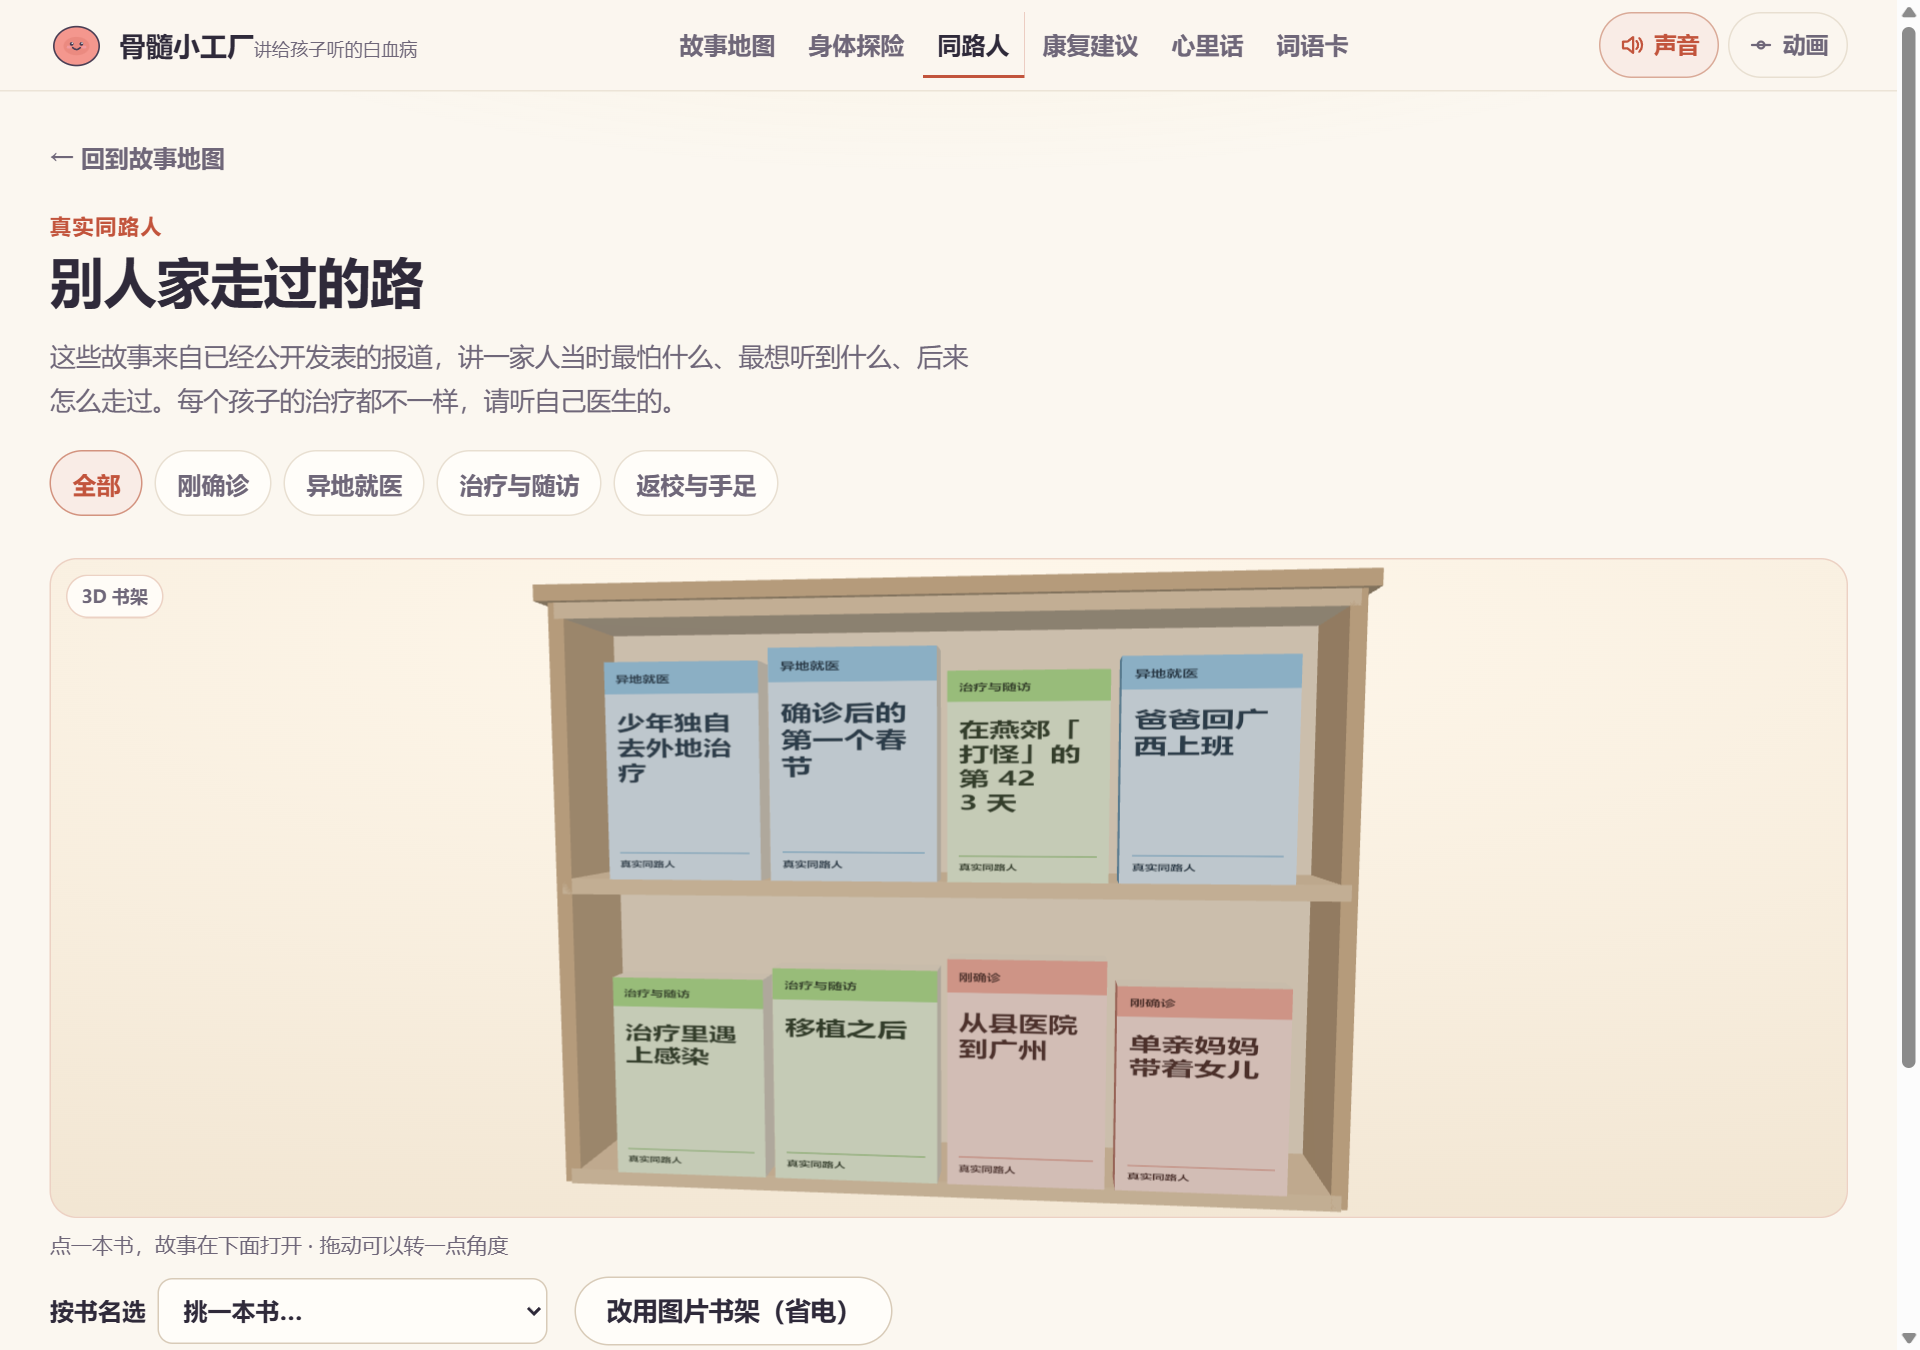 骨髓小工厂 讲给孩子听的白血病
故事地图 身体探险 同路人 康复建议 心里话 词语卡
声音 动画
← 回到故事地图
真实同路人
别人家走过的路
这些故事来自已经公开发表的报道，讲一家人当时最怕什么、最想听到什么、后来
怎么走过。每个孩子的治疗都不一样，请听自己医生的。
全部 刚确诊 异地就医 治疗与随访 返校与手足
3D 书架
异地就医
少年独自
去外地治
疗
真实同路人
异地就医
确诊后的
第一个春
节
真实同路人
治疗与随访
在燕郊「
打怪」的
第 42
3 天
真实同路人
异地就医
爸爸回广
西上班
真实同路人
治疗与随访
治疗里遇
上感染
真实同路人
治疗与随访
移植之后
真实同路人
刚确诊
从县医院
到广州
真实同路人
刚确诊
单亲妈妈
带着女儿
真实同路人
点一本书，故事在下面打开 · 拖动可以转一点角度
按书名选 挑一本书... 改用图片书架（省电）